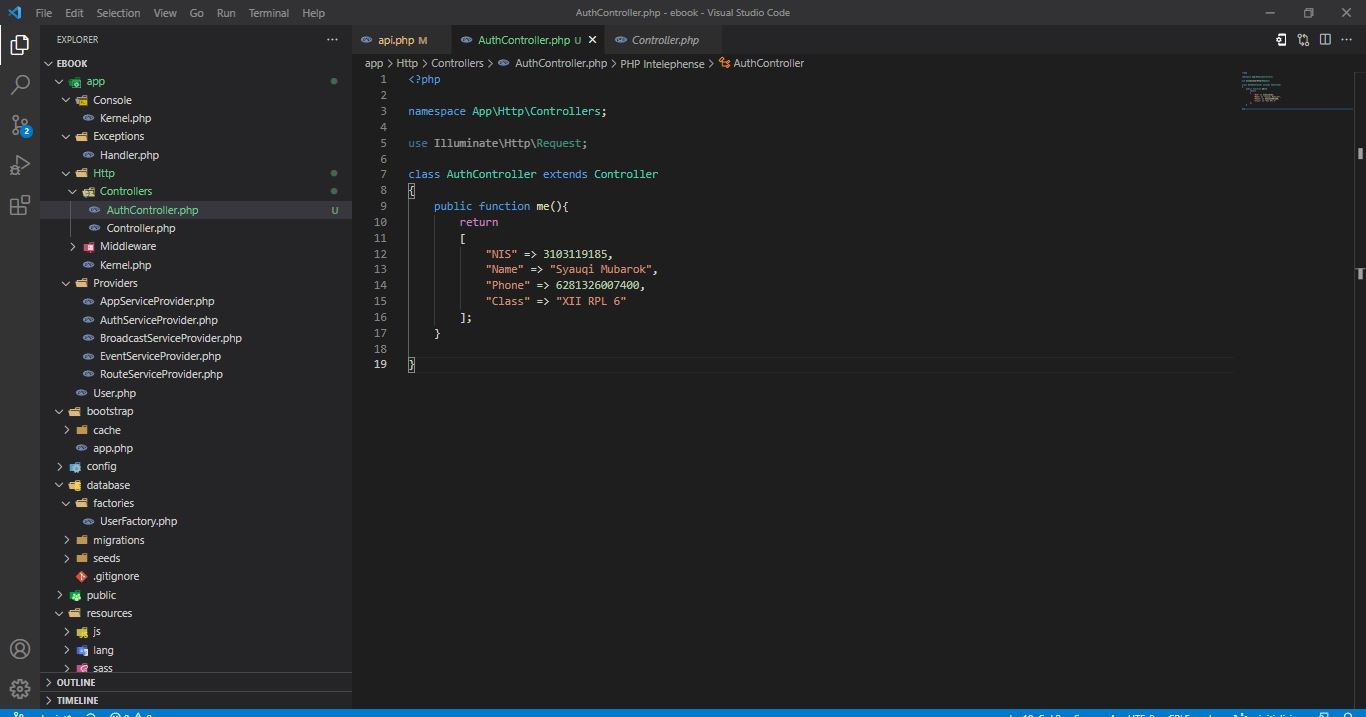 File Edit Selection View Go Run Terminal Help
AuthController.php - ebook - Visual Studio Code
EXPLORER
EBOOK
app
Console
Kernel.php
Exceptions
Handler.php
Http
Controllers
AuthController.php U
Controller.php
Middleware
Kernel.php
Providers
AppServiceProvider.php
AuthServiceProvider.php
BroadcastServiceProvider.php
EventServiceProvider.php
RouteServiceProvider.php
User.php
bootstrap
cache
app.php
config
database
factories
UserFactory.php
migrations
seeds
.gitignore
public
resources
js
lang
sass
OUTLINE
TIMELINE
2
api.php M AuthController.php U Controller.php
app > Http > Controllers > AuthController.php > PHP Intelephense > AuthController
1 <?php
2
3 namespace App\Http\Controllers;
4
5 use Illuminate\Http\Request;
6
7 class AuthController extends Controller
8 {
9 public function me(){
10 return
11 [
12 "NIS" => 3103119185,
13 "Name" => "Syauqi Mubarok",
14 "Phone" => 6281326007400,
15 "Class" => "XII RPL 6"
16 ];
17 }
18
19 }